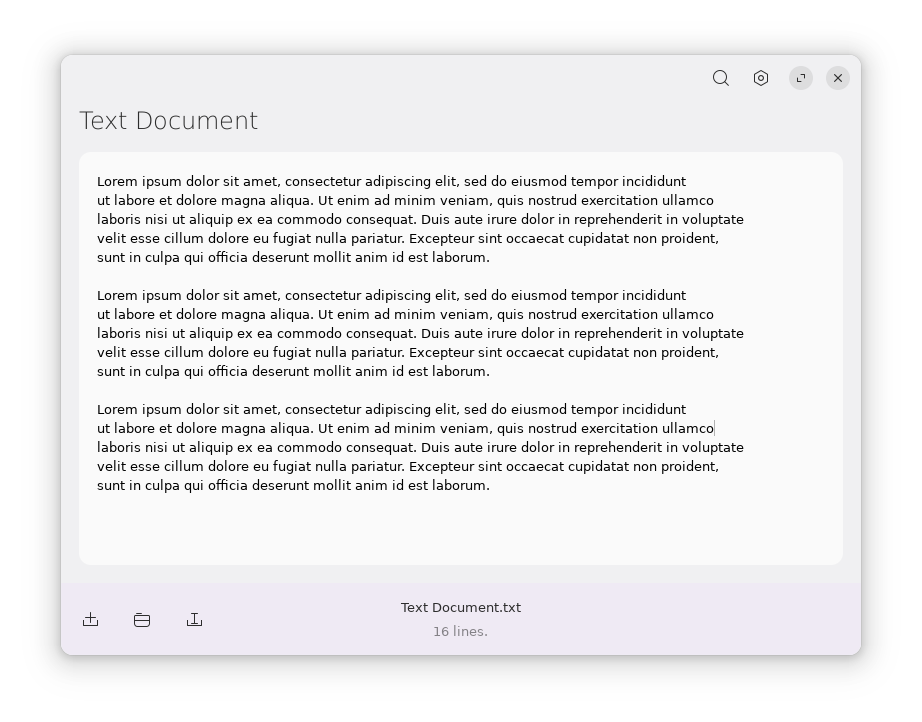 Text Document
Lorem ipsum dolor sit amet, consectetur adipiscing elit, sed do eiusmod tempor incididunt
ut labore et dolore magna aliqua. Ut enim ad minim veniam, quis nostrud exercitation ullamco
laboris nisi ut aliquip ex ea commodo consequat. Duis aute irure dolor in reprehenderit in voluptate
velit esse cillum dolore eu fugiat nulla pariatur. Excepteur sint occaecat cupidatat non proident,
sunt in culpa qui officia deserunt mollit anim id est laborum.
Lorem ipsum dolor sit amet, consectetur adipiscing elit, sed do eiusmod tempor incididunt
ut labore et dolore magna aliqua. Ut enim ad minim veniam, quis nostrud exercitation ullamco
laboris nisi ut aliquip ex ea commodo consequat. Duis aute irure dolor in reprehenderit in voluptate
velit esse cillum dolore eu fugiat nulla pariatur. Excepteur sint occaecat cupidatat non proident,
sunt in culpa qui officia deserunt mollit anim id est laborum.
Lorem ipsum dolor sit amet, consectetur adipiscing elit, sed do eiusmod tempor incididunt
ut labore et dolore magna aliqua. Ut enim ad minim veniam, quis nostrud exercitation ullamco
laboris nisi ut aliquip ex ea commodo consequat. Duis aute irure dolor in reprehenderit in voluptate
velit esse cillum dolore eu fugiat nulla pariatur. Excepteur sint occaecat cupidatat non proident,
sunt in culpa qui officia deserunt mollit anim id est laborum.
Text Document.txt
16 lines.